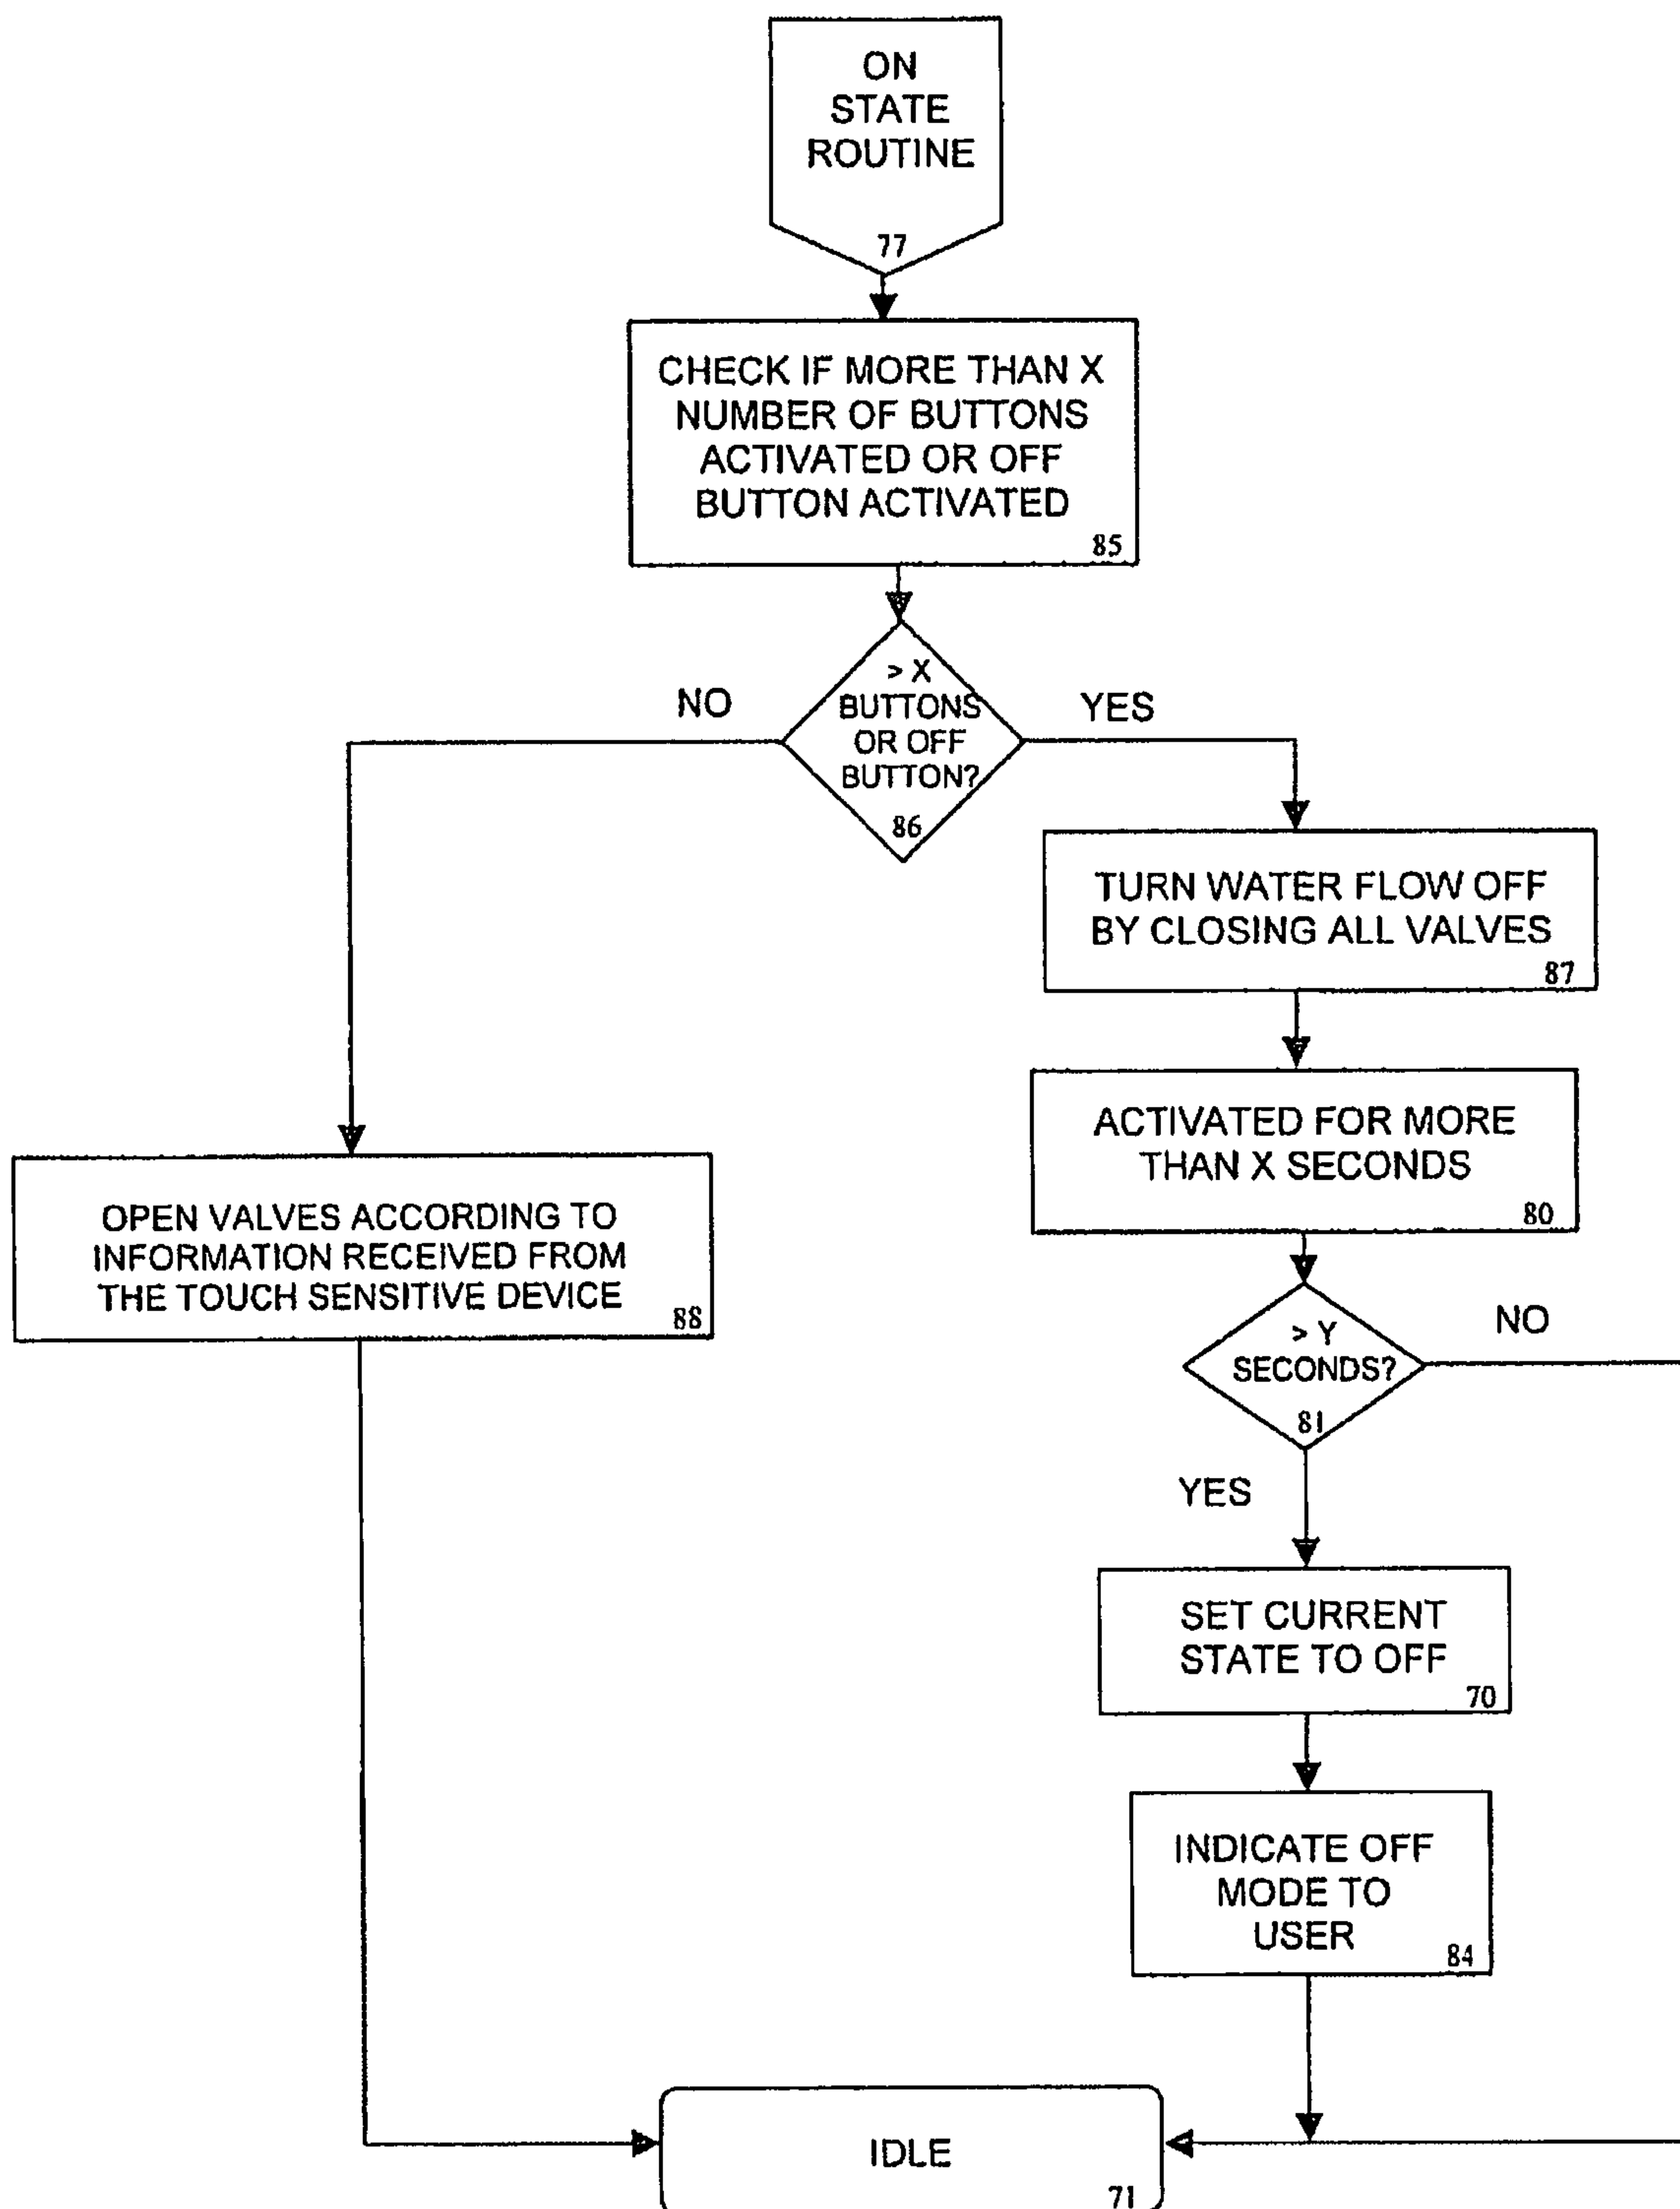 ON
STATE
ROUTINE
77
CHECK IF MORE THAN X
NUMBER OF BUTTONS
ACTIVATED OR OFF
BUTTON ACTIVATED
85
> X
BUTTONS
OR OFF
BUTTON?
86
NO
YES
TURN WATER FLOW OFF
BY CLOSING ALL VALVES
87
ACTIVATED FOR MORE
THAN X SECONDS
80
OPEN VALVES ACCORDING TO
INFORMATION RECEIVED FROM
THE TOUCH SENSITIVE DEVICE
88
> Y
SECONDS?
81
NO
YES
SET CURRENT
STATE TO OFF
70
INDICATE OFF
MODE TO
USER
84
IDLE
71